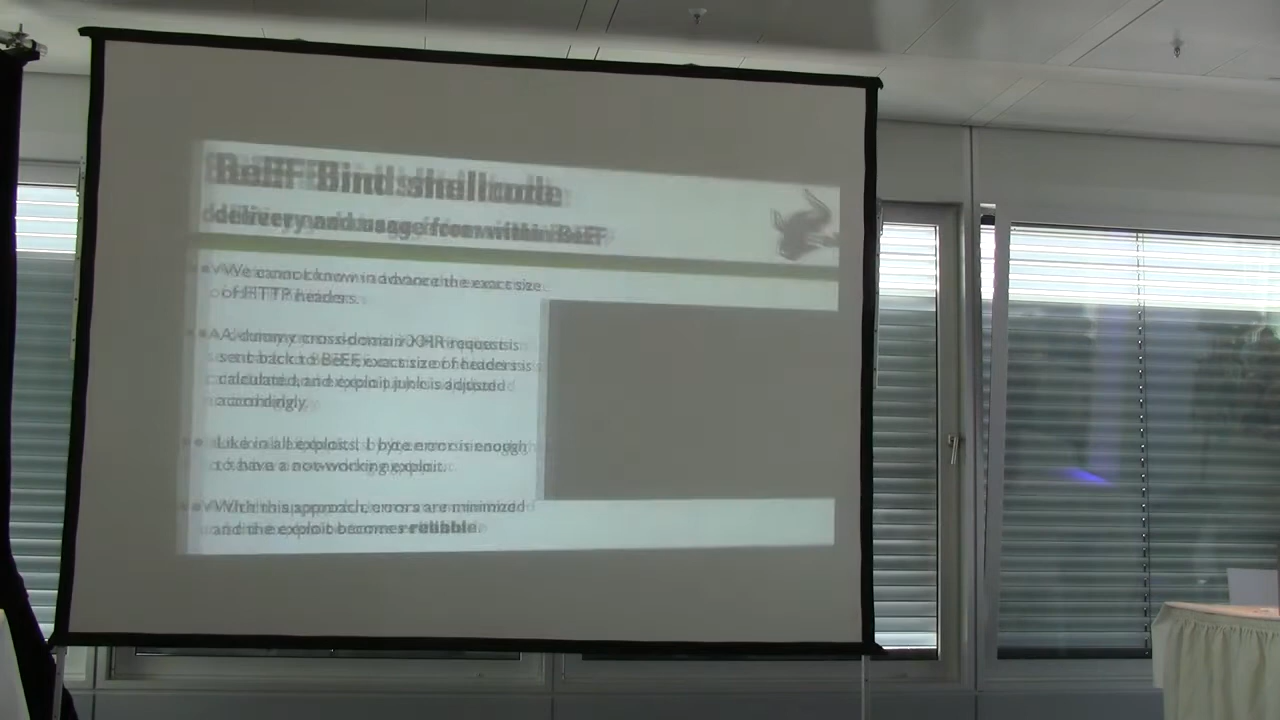 BeEF Bind shellcode
delivery and usage from within BeEF
We cannot know in advance the exact size
of HTTP headers.
A dummy cross-domain XHR request is
sent back to BeEF, exact size of headers is
calculated, and exploit junk is adjusted
accordingly
Like in all exploits, 1 byte error is enough
to have a not-working exploit.
With this approach, errors are minimized
and the exploit becomes reliable.